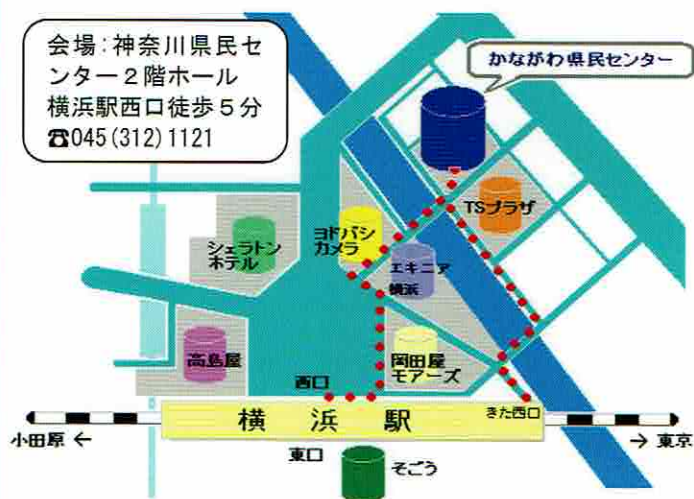 会場:神奈川県民セ
ンター2階ホール
横浜駅西口徒歩5分
☎045(312)1121
かながわ県民センター
TSプラザ
ヨドバシ
カメラ
シェラトン
ホテル
エキニア
横浜
高島屋
岡田屋
モアーズ
西口
きた西口
横浜駅
小田原 ←
→ 東京
東口
そごう